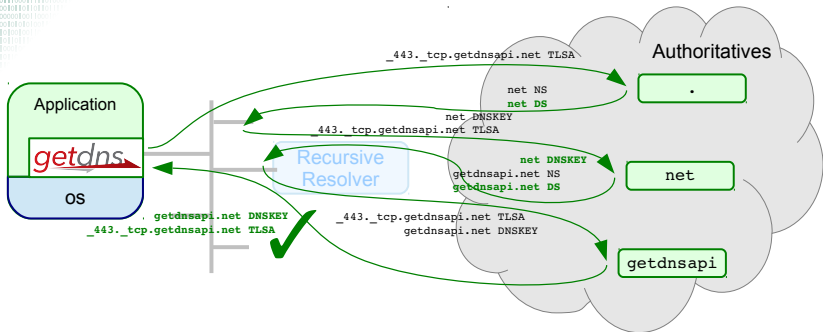 _443._tcp.getdnsapi.net TLSA
Authoritatives
Application
net NS
net DS
.
net DNSKEY
_443._tcp.getdnsapi.net TLSA
getdns
Recursive
Resolver
net DNSKEY
getdnsapi.net NS
getdnsapi.net DS
net
OS
getdnsapi.net DNSKEY
_443._tcp.getdnsapi.net TLSA
_443._tcp.getdnsapi.net TLSA
getdnsapi.net DNSKEY
getdnsapi